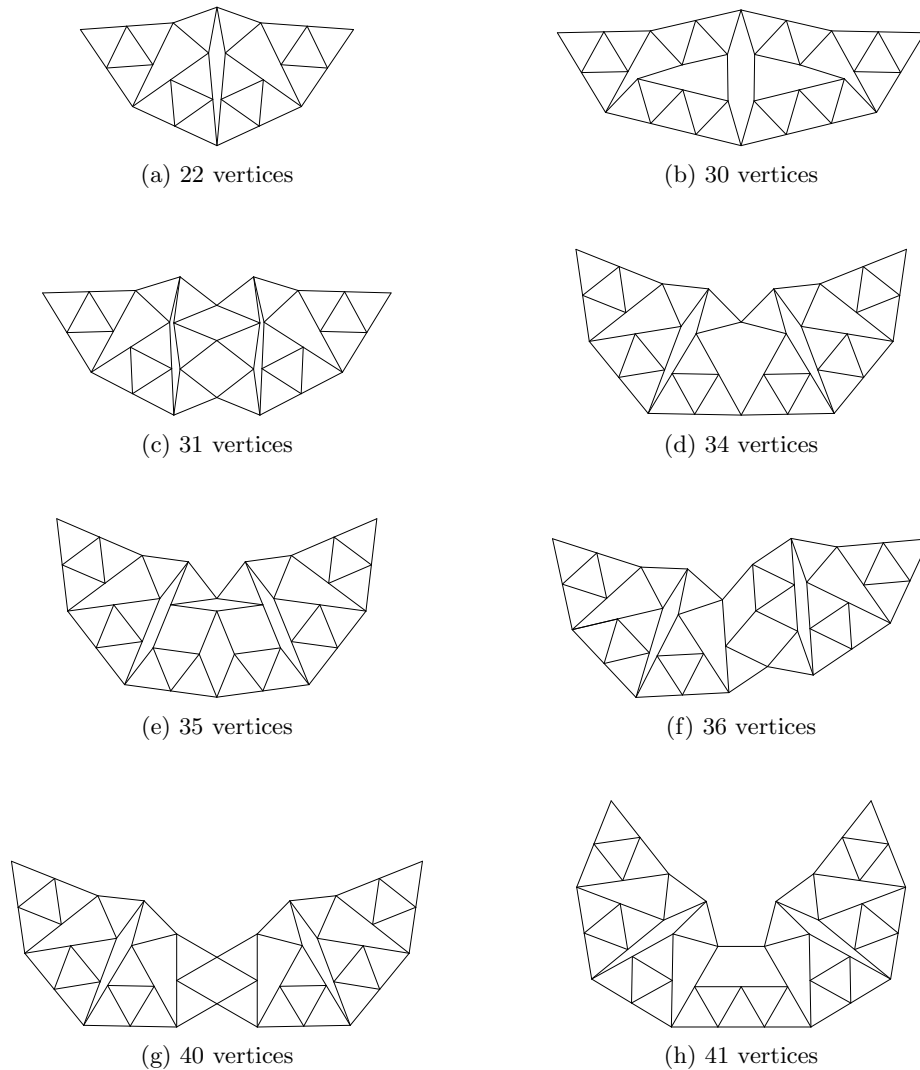 (a) 22 vertices
(b) 30 vertices
(c) 31 vertices
(d) 34 vertices
(e) 35 vertices
(f) 36 vertices
(g) 40 vertices
(h) 41 vertices